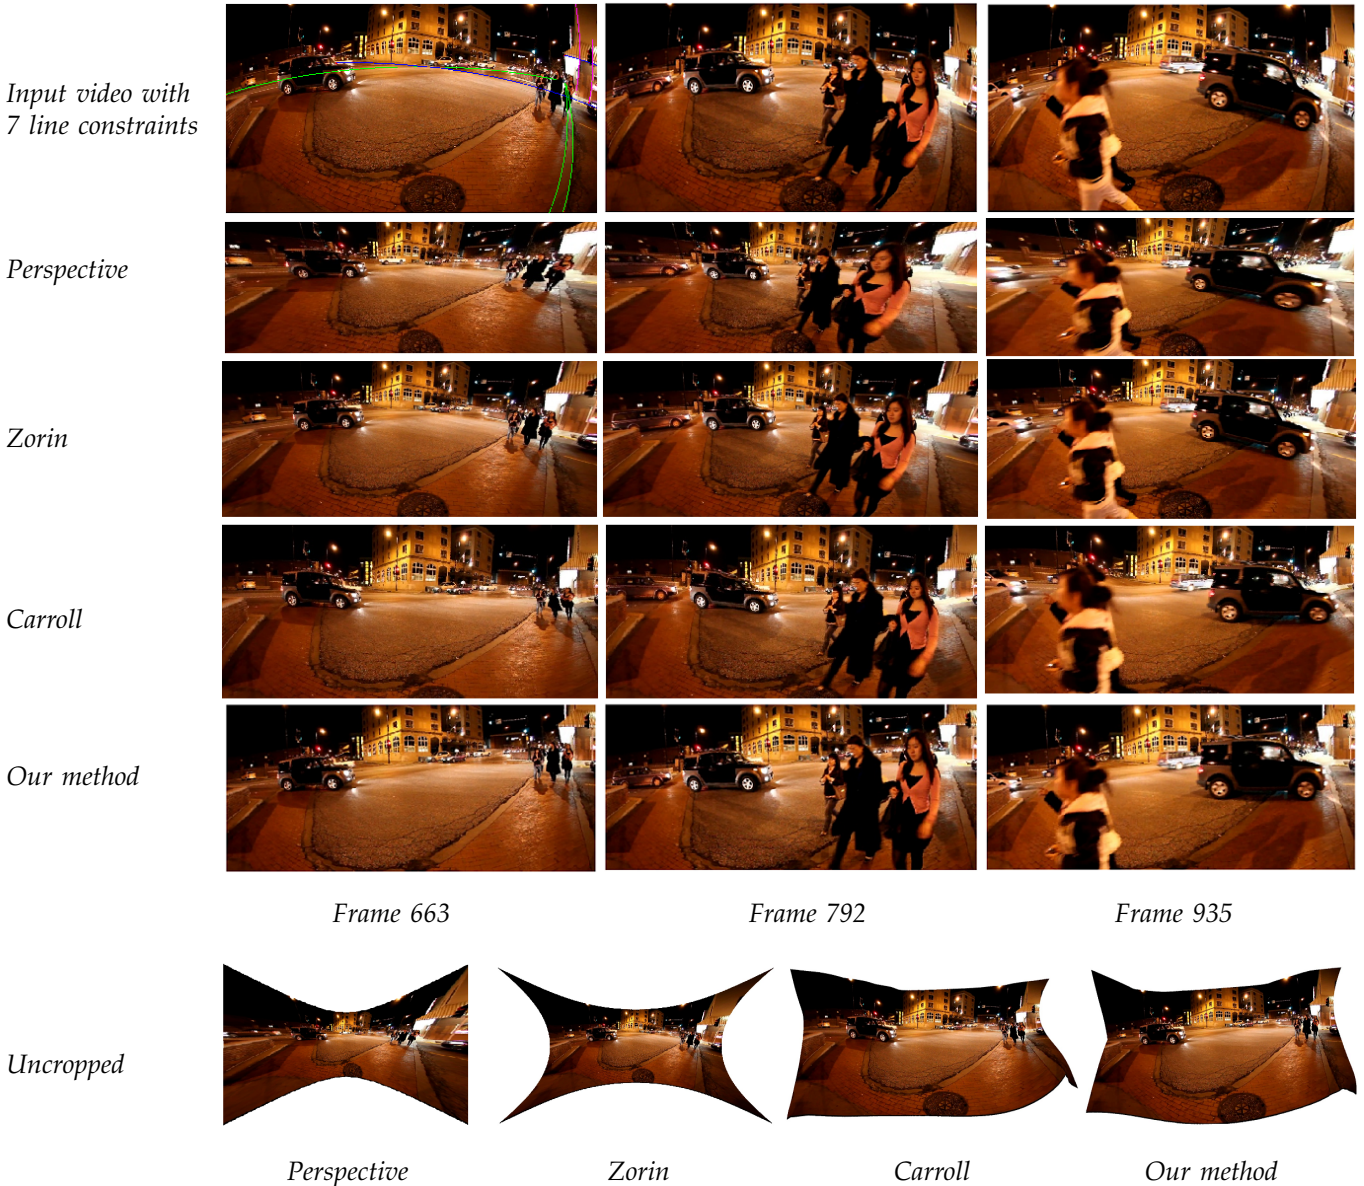 Input video with
7 line constraints
Perspective
Zorin
Carroll
Our method
Frame 663 Frame 792 Frame 935
Uncropped
Perspective Zorin Carroll Our method